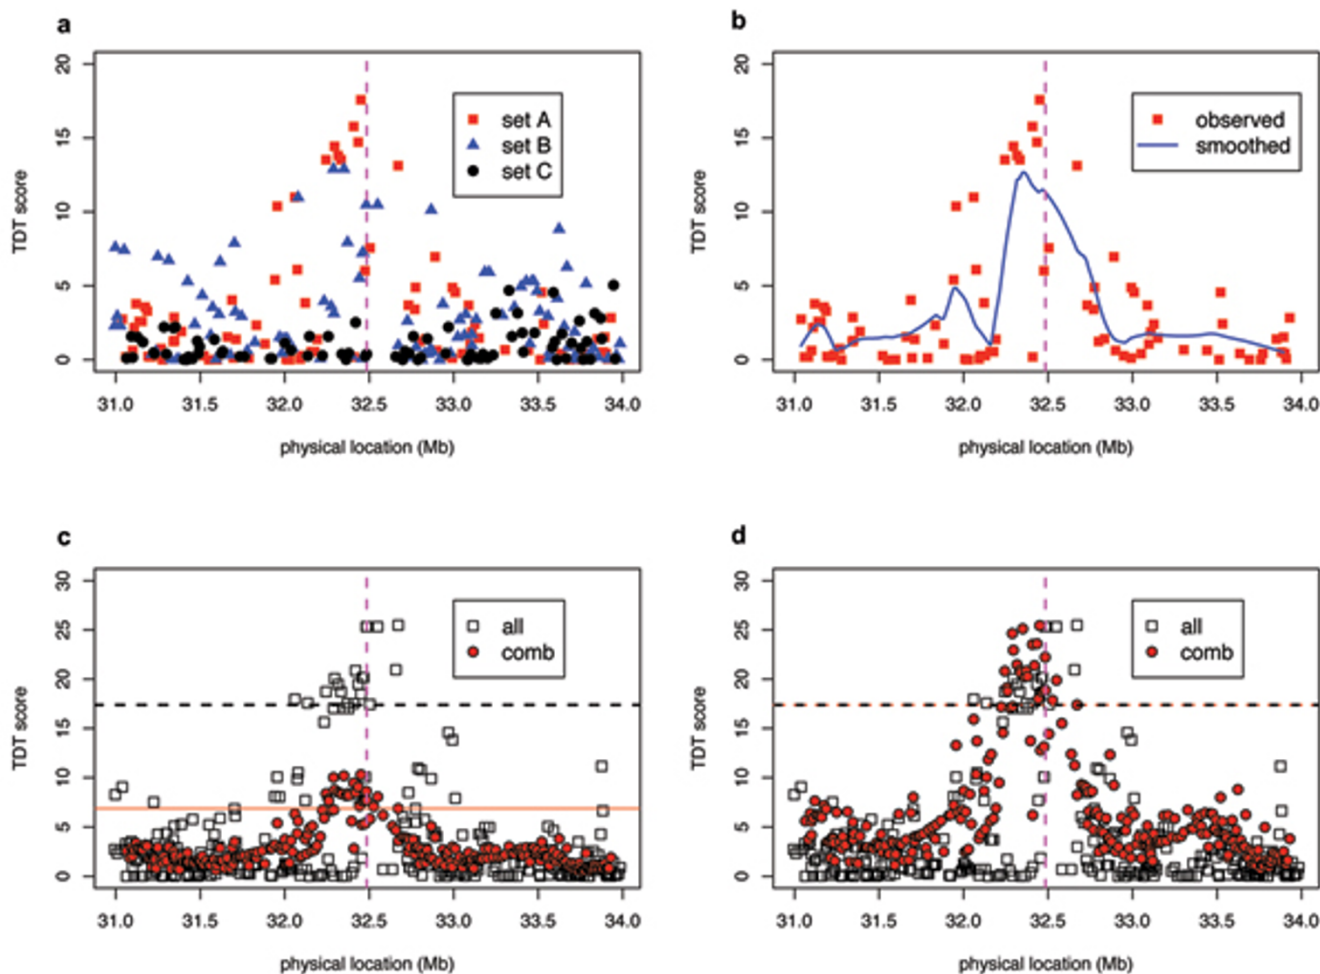 a
20
15
10
5
0
TDT score
set A
set B
set C
31.0 31.5 32.0 32.5 33.0 33.5 34.0
physical location (Mb)
b
20
15
10
5
0
TDT score
observed
smoothed
31.0 31.5 32.0 32.5 33.0 33.5 34.0
physical location (Mb)
c
30
25
20
15
10
5
0
TDT score
all
comb
31.0 31.5 32.0 32.5 33.0 33.5 34.0
physical location (Mb)
d
30
25
20
15
10
5
0
TDT score
all
comb
31.0 31.5 32.0 32.5 33.0 33.5 34.0
physical location (Mb)